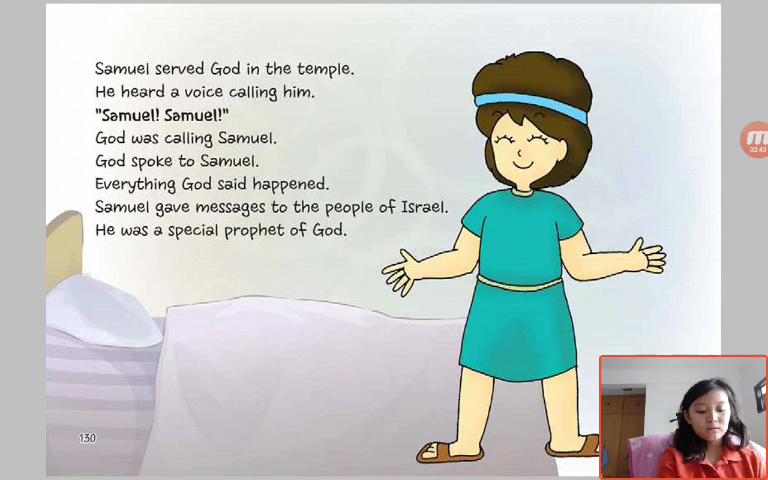 Samuel served God in the temple.
He heard a voice calling him.
"Samuel! Samuel!"
God was calling Samuel.
God spoke to Samuel.
Everything God said happened.
Samuel gave messages to the people of Israel.
He was a special prophet of God.
130
03:43